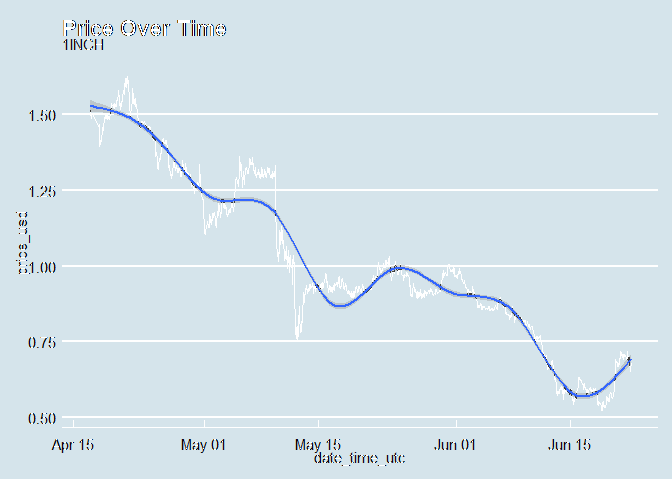 Price Over Time
1INCH
1.50
1.25
1.00
0.75
0.50
price_usd
Apr 15 May 01 May 15 Jun 01 Jun 15
date_time_utc